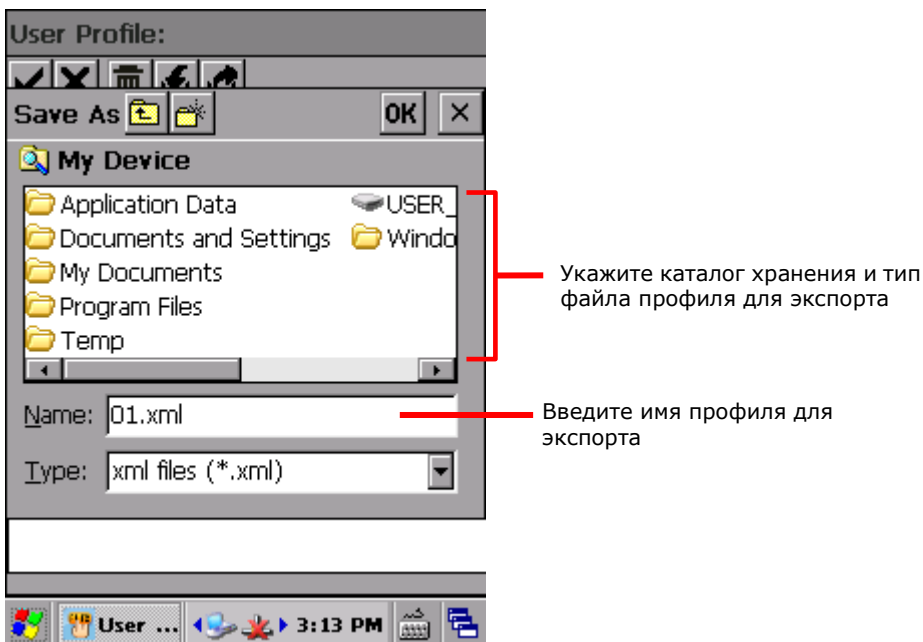 User Profile:
Save As OK
My Device
Application Data USER_
Documents and Settings Windo
My Documents
Program Files
Temp
Укажите каталог хранения и тип
файла профиля для экспорта
Name: 01.xml
Введите имя профиля для
экспорта
Type: xml files (*.xml)
User ... 3:13 PM